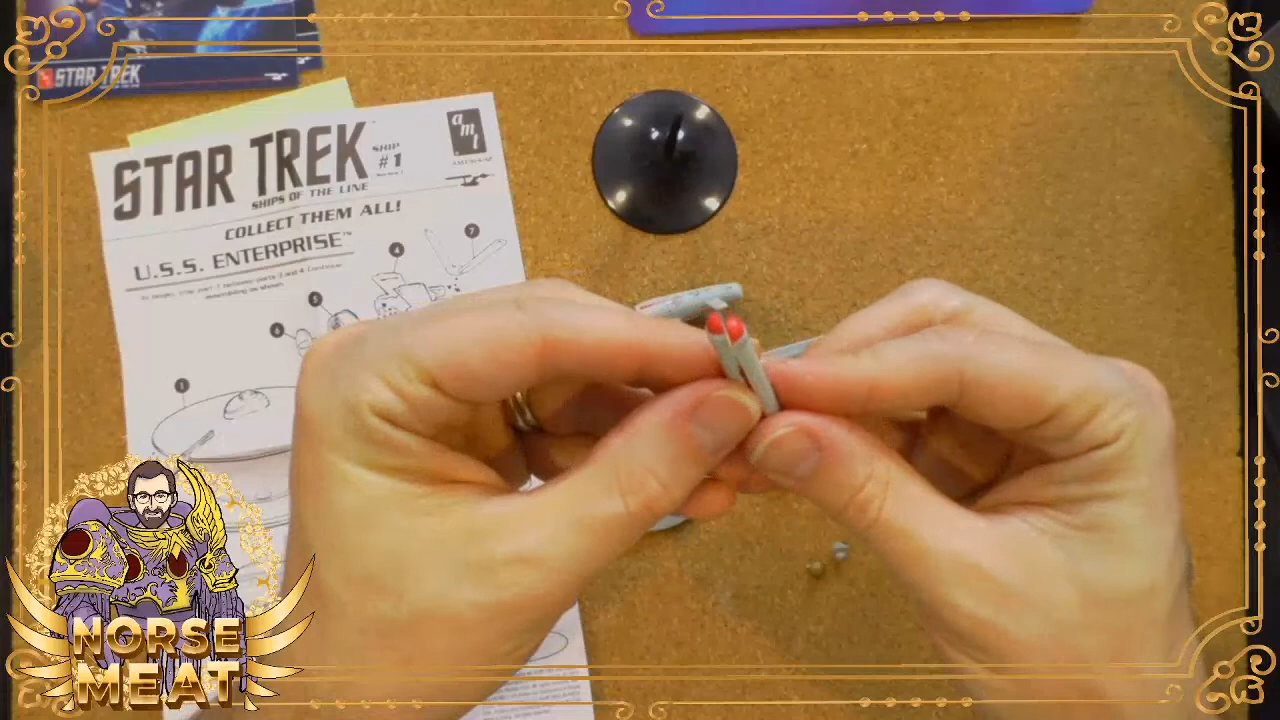 STAR TREK
STAR TREK
SHIP
#1
amt
SHIPS OF THE LINE
COLLECT THEM ALL!
U.S.S. ENTERPRISE™
4
7
5
6
1
NORSE
MEAT